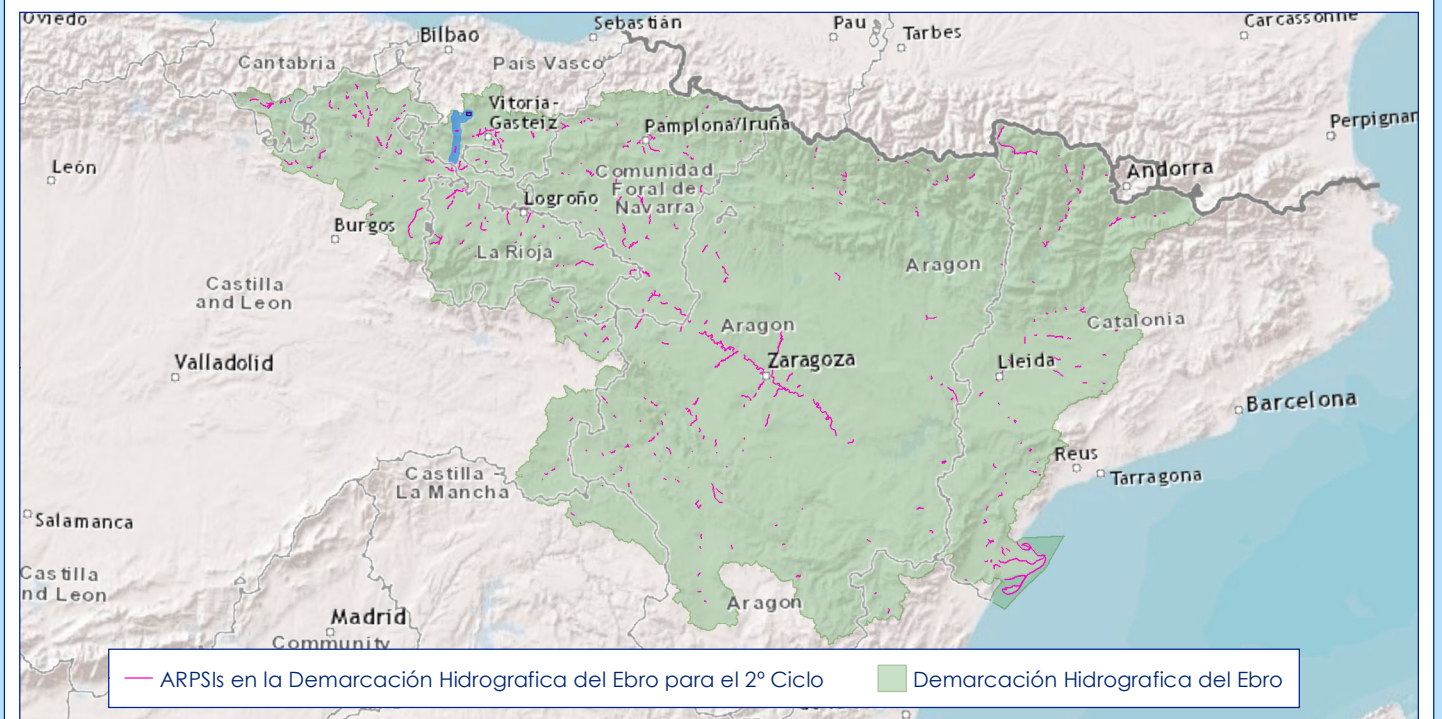 Oviedo
Bilbao
Sebastián
Pau
Tarbes
Carcassonne
Cantabria
País Vasco
Vitoria-
Gasteiz
Pamplona/Iruña
Perpignan
León
Andorra
Comunidad
Foral de
Navarra
Logroño
Burgos
La Rioja
Aragon
Castilla
and Leon
Aragon
Catalonia
Valladolid
Zaragoza
Lleida
Barcelona
Castilla -
La Mancha
Reus
Tarragona
Salamanca
Castilla
nd Leon
Aragon
Madrid
Community
ARPSIs en la Demarcación Hidrografica del Ebro para el 2º Ciclo
Demarcación Hidrografica del Ebro